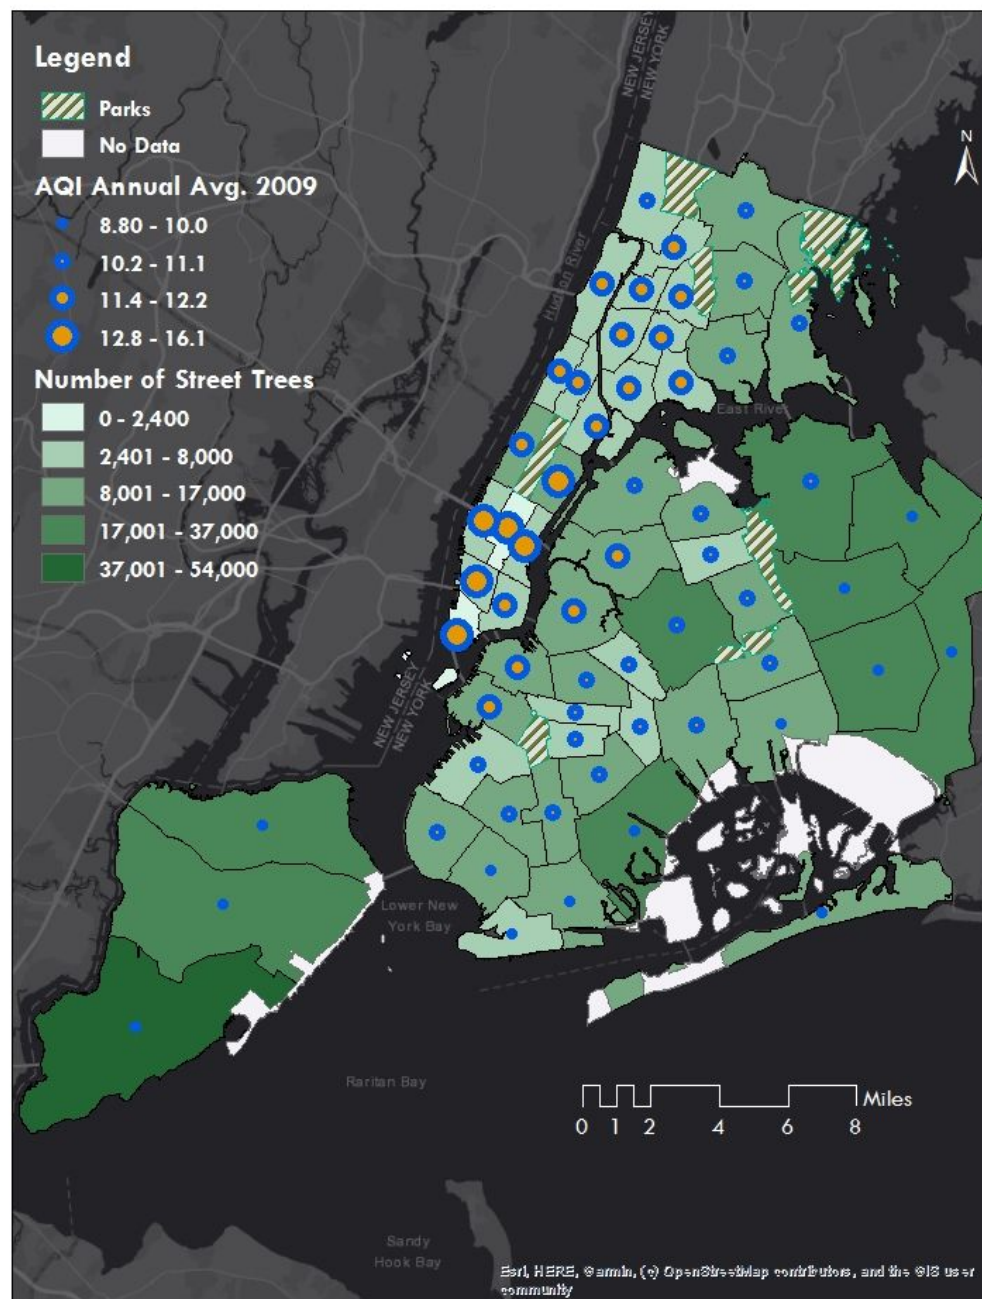 Legend
Parks
No Data
AQI Annual Avg. 2009
8.80 - 10.0
10.2 - 11.1
11.4 - 12.2
12.8 - 16.1
Number of Street Trees
0 - 2,400
2,401 - 8,000
8,001 - 17,000
17,001 - 37,000
37,001 - 54,000
NEW JERSEY
NEW YORK
N
Hudson River
East River
NEW JERSEY
NEW YORK
Lower New
York Bay
Raritan Bay
Miles
0 1 2 4 6 8
Sandy
Hook Bay
Esri, HERE, Garmin, (c) OpenStreetMap contributors, and the GIS user
community